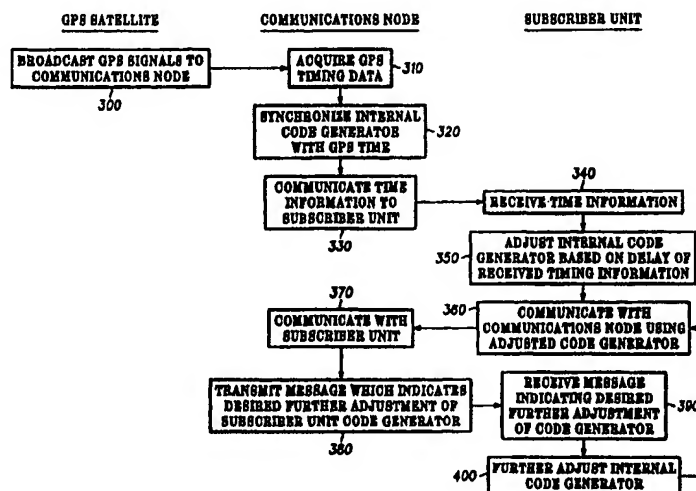 GPS SATELLITE
COMMUNICATIONS NODE
SUBSCRIBER UNIT
BROADCAST GPS SIGNALS TO
COMMUNICATIONS NODE
300
ACQUIRE GPS
TIMING DATA
310
SYNCHRONIZE INTERNAL
CODE GENERATOR
WITH GPS TIME
320
COMMUNICATE TIME
INFORMATION TO
SUBSCRIBER UNIT
330
340
RECEIVE TIME INFORMATION
350
ADJUST INTERNAL CODE
GENERATOR BASED ON DELAY OF
RECEIVED TIMING INFORMATION
360
COMMUNICATE WITH
COMMUNICATIONS NODE USING
ADJUSTED CODE GENERATOR
370
COMMUNICATE WITH
SUBSCRIBER UNIT
TRANSMIT MESSAGE WHICH INDICATES
DESIRED FURTHER ADJUSTMENT OF
SUBSCRIBER UNIT CODE GENERATOR
380
RECEIVE MESSAGE
INDICATING DESIRED
FURTHER ADJUSTMENT
OF CODE GENERATOR
390
400
FURTHER ADJUST INTERNAL
CODE GENERATOR